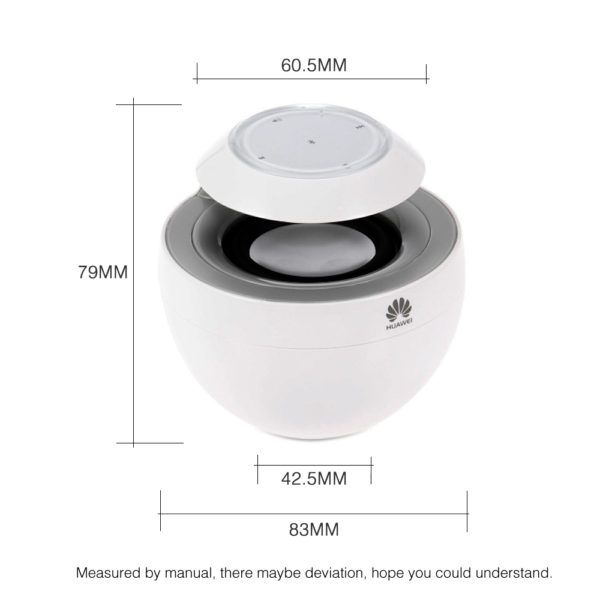 60.5MM
79MM
HUAWEI
42.5MM
83MM
Measured by manual, there maybe deviation, hope you could understand.